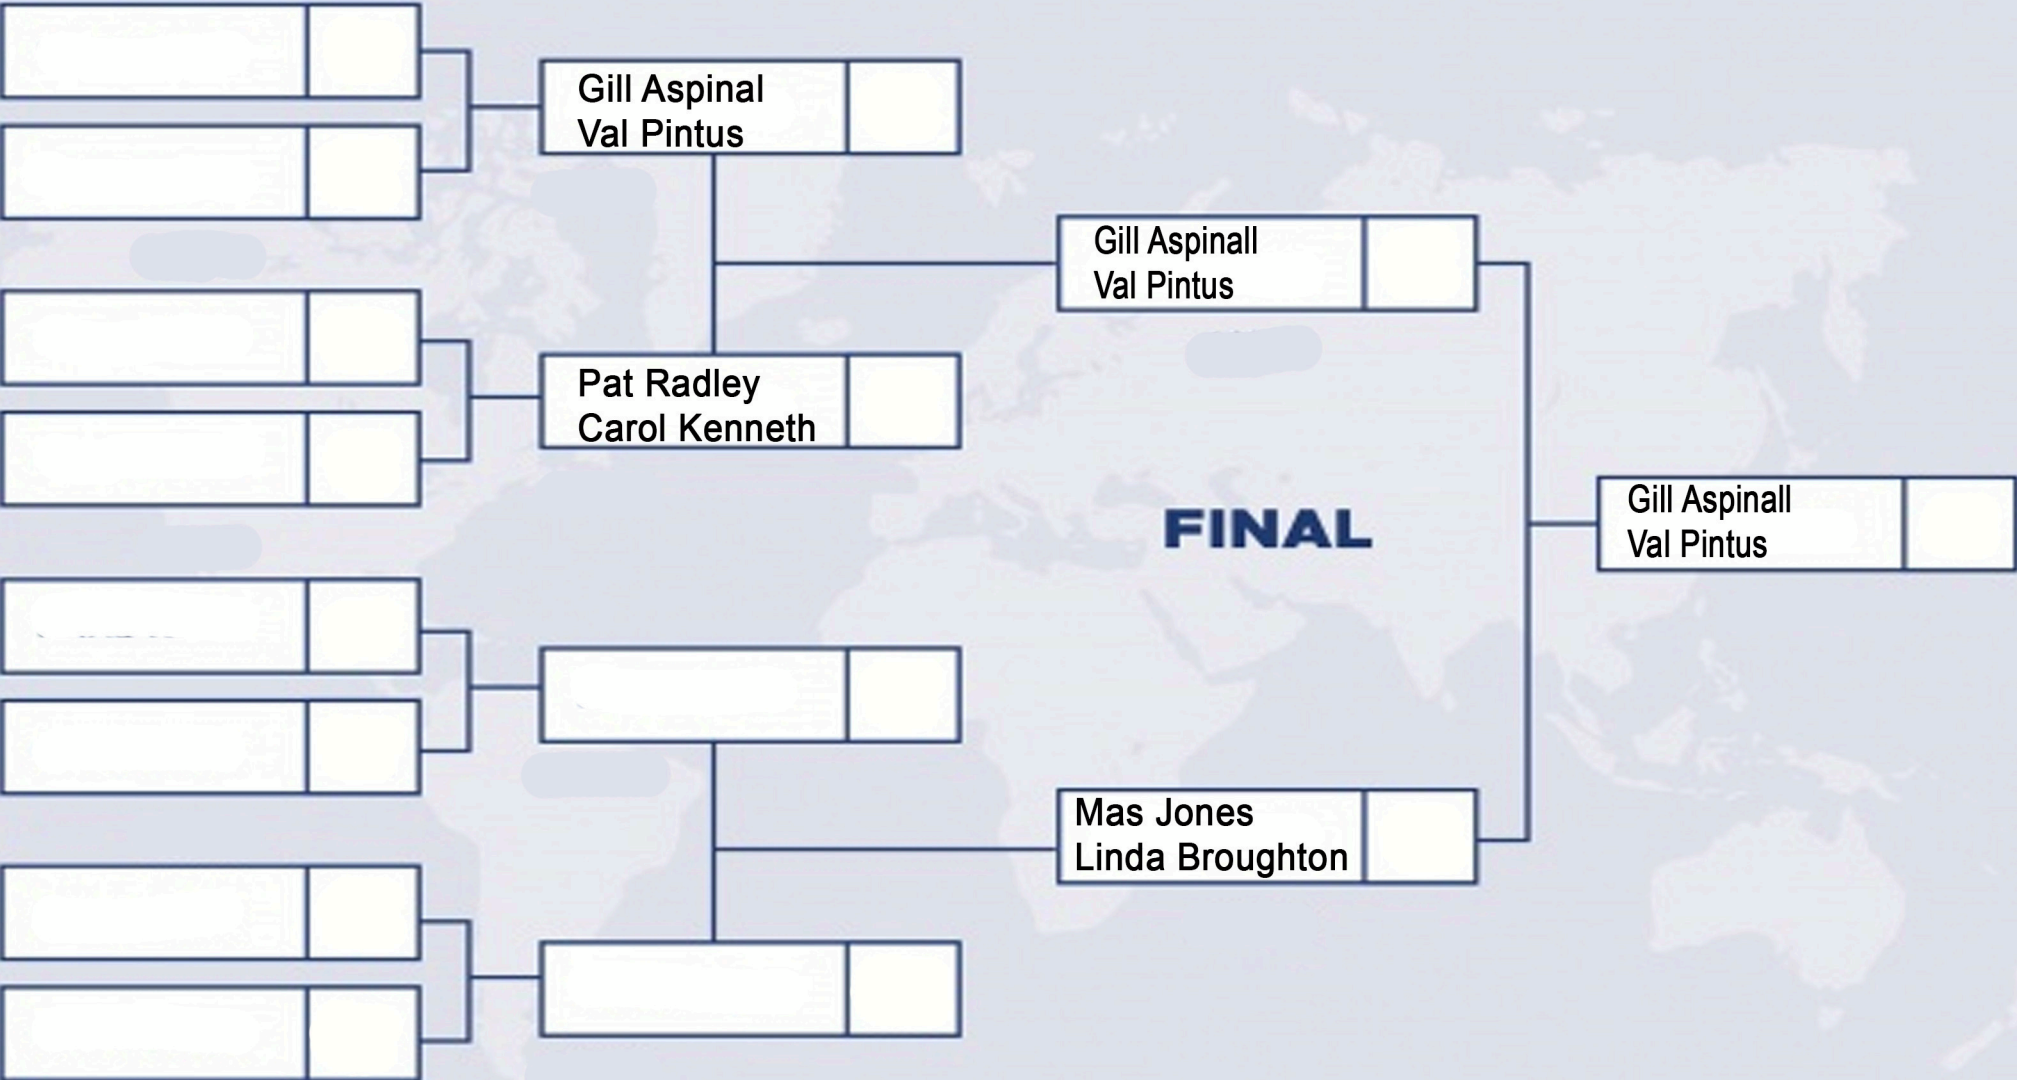 Gill Aspinal
Val Pintus
Pat Radley
Carol Kenneth
Gill Aspinall
Val Pintus
FINAL
Mas Jones
Linda Broughton
Gill Aspinall
Val Pintus